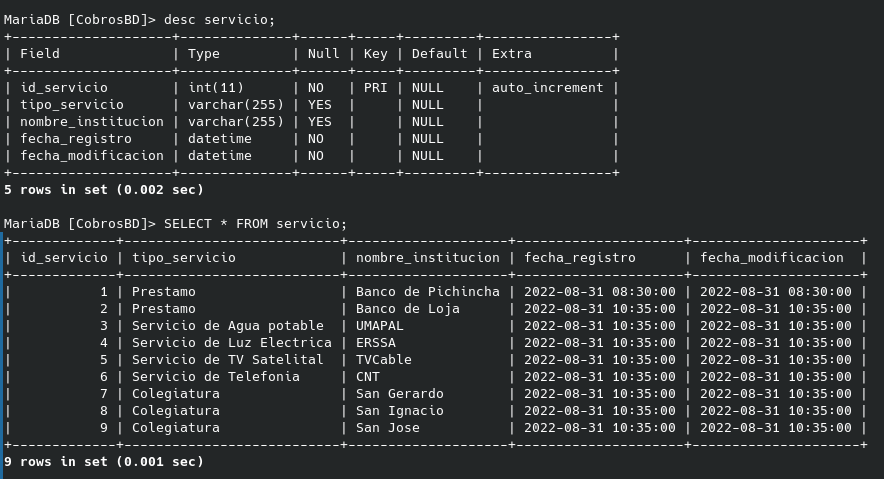 MariaDB [CobrosBD]> desc servicio;
+--------------------+--------------+------+-----+---------+----------------+
| Field              | Type         | Null | Key | Default | Extra          |
+--------------------+--------------+------+-----+---------+----------------+
| id_servicio        | int(11)      | NO   | PRI | NULL    | auto_increment |
| tipo_servicio      | varchar(255) | YES  |     | NULL    |                |
| nombre_institucion | varchar(255) | YES  |     | NULL    |                |
| fecha_registro     | datetime     | NO   |     | NULL    |                |
| fecha_modificacion | datetime     | NO   |     | NULL    |                |
+--------------------+--------------+------+-----+---------+----------------+
5 rows in set (0.002 sec)
MariaDB [CobrosBD]> SELECT * FROM servicio;
+-------------+---------------------------+--------------------+---------------------+---------------------+
| id_servicio | tipo_servicio             | nombre_institucion | fecha_registro      | fecha_modificacion  |
+-------------+---------------------------+--------------------+---------------------+---------------------+
|           1 | Prestamo                  | Banco de Pichincha | 2022-08-31 08:30:00 | 2022-08-31 08:30:00 |
|           2 | Prestamo                  | Banco de Loja      | 2022-08-31 10:35:00 | 2022-08-31 10:35:00 |
|           3 | Servicio de Agua potable  | UMAPAL             | 2022-08-31 10:35:00 | 2022-08-31 10:35:00 |
|           4 | Servicio de Luz Electrica | ERSSA              | 2022-08-31 10:35:00 | 2022-08-31 10:35:00 |
|           5 | Servicio de TV Satelital  | TVCable            | 2022-08-31 10:35:00 | 2022-08-31 10:35:00 |
|           6 | Servicio de Telefonia     | CNT                | 2022-08-31 10:35:00 | 2022-08-31 10:35:00 |
|           7 | Colegiatura               | San Gerardo        | 2022-08-31 10:35:00 | 2022-08-31 10:35:00 |
|           8 | Colegiatura               | San Ignacio        | 2022-08-31 10:35:00 | 2022-08-31 10:35:00 |
|           9 | Colegiatura               | San Jose           | 2022-08-31 10:35:00 | 2022-08-31 10:35:00 |
+-------------+---------------------------+--------------------+---------------------+---------------------+
9 rows in set (0.001 sec)